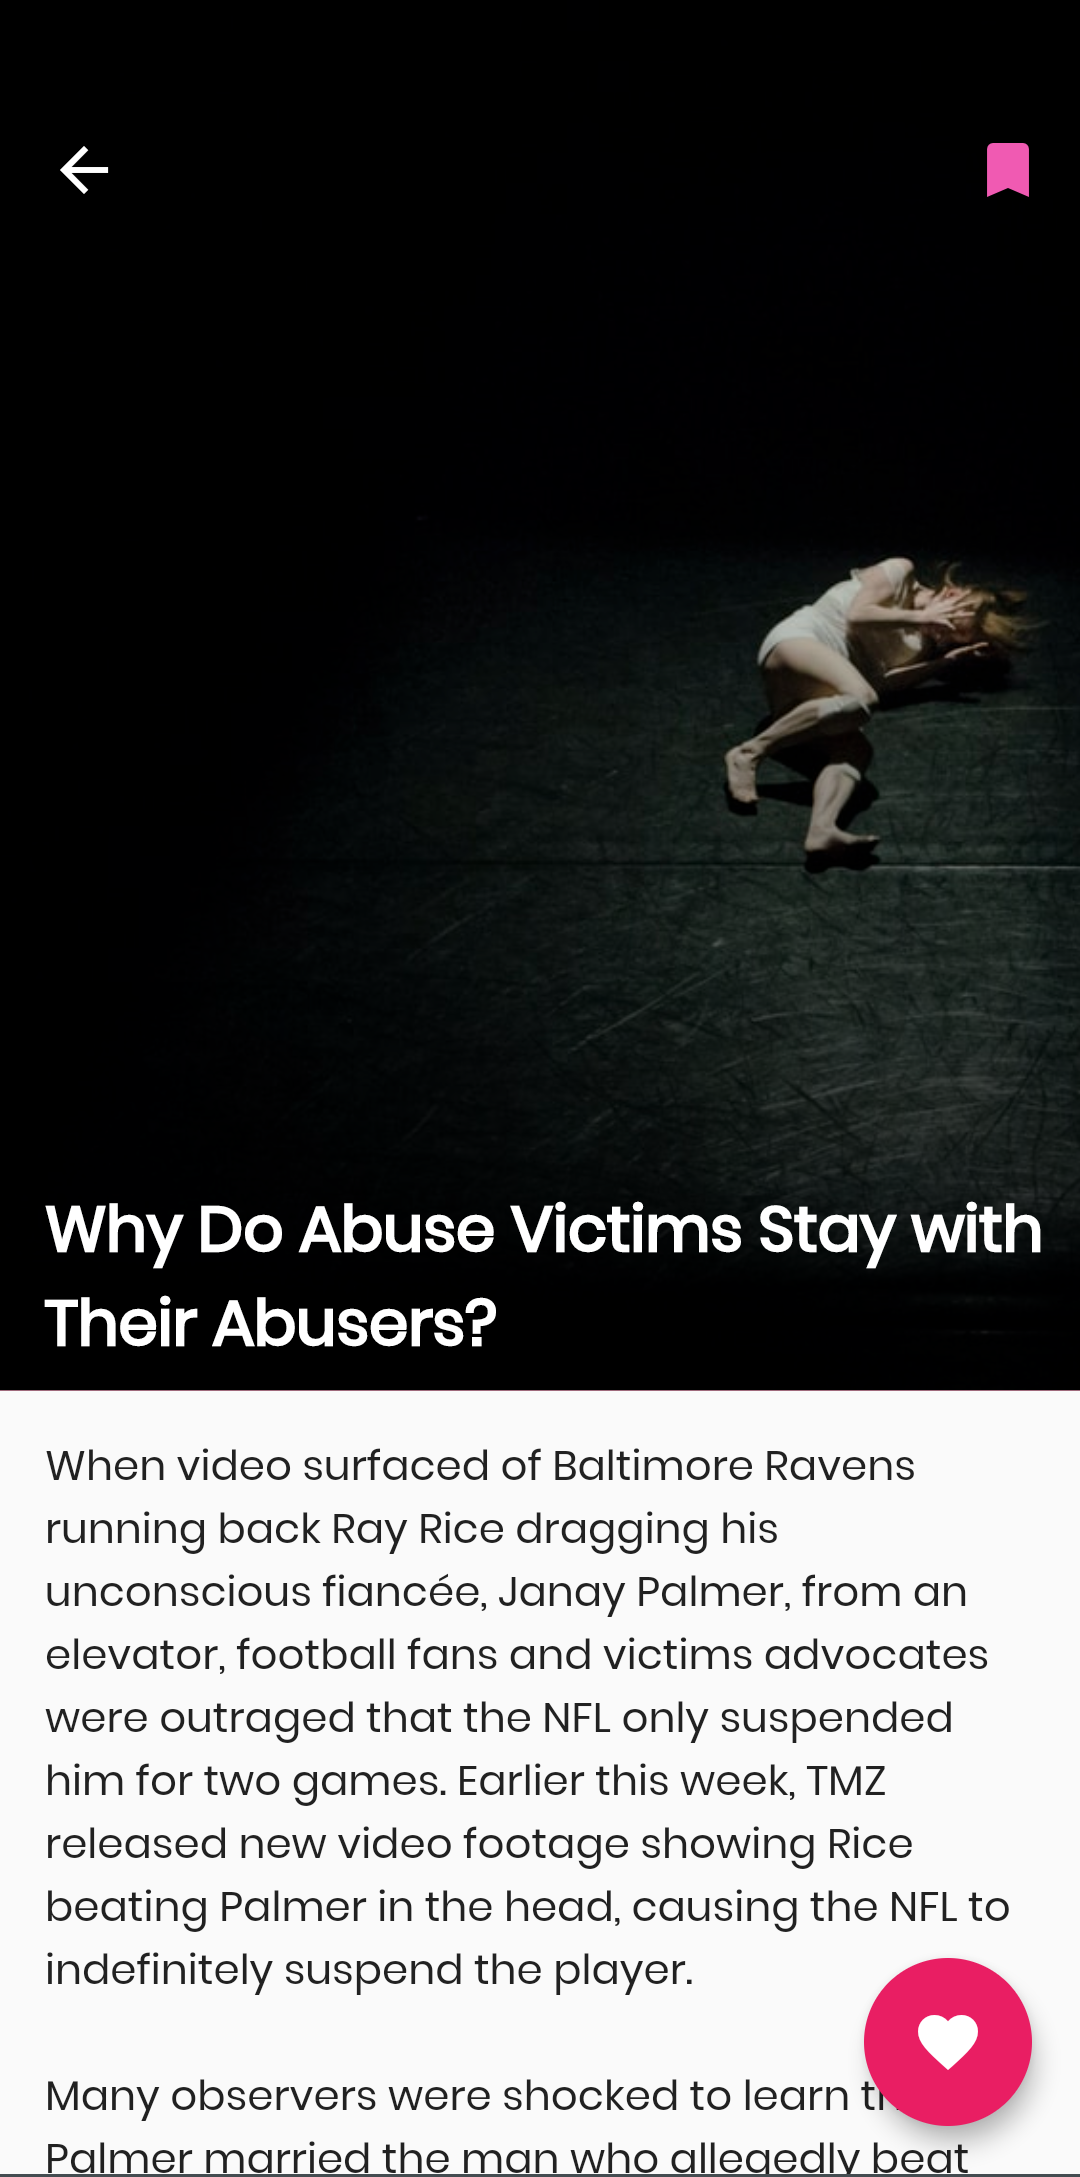 Why Do Abuse Victims Stay with
Their Abusers?
When video surfaced of Baltimore Ravens
running back Ray Rice dragging his
unconscious fiancée, Janay Palmer, from an
elevator, football fans and victims advocates
were outraged that the NFL only suspended
him for two games. Earlier this week, TMZ
released new video footage showing Rice
beating Palmer in the head, causing the NFL to
indefinitely suspend the player.
Many observers were shocked to learn
Palmer married the man who allegedly beat